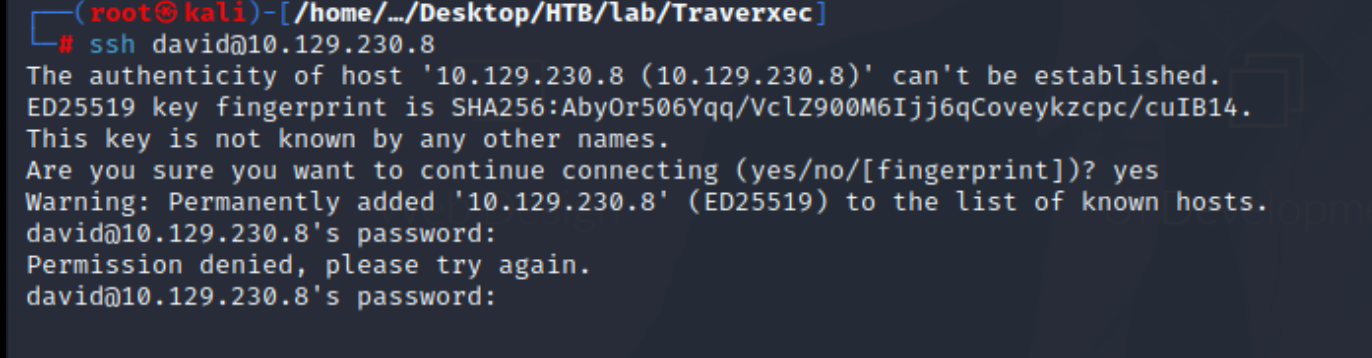 ┌──(root㉿kali)-[/home/…/Desktop/HTB/lab/Traverxec]
└─# ssh david@10.129.230.8
The authenticity of host '10.129.230.8 (10.129.230.8)' can't be established.
ED25519 key fingerprint is SHA256:AbyOr506Yqq/VclZ900M6Ijj6qCoveykzcpc/cuIB14.
This key is not known by any other names.
Are you sure you want to continue connecting (yes/no/[fingerprint])? yes
Warning: Permanently added '10.129.230.8' (ED25519) to the list of known hosts.
david@10.129.230.8's password:
Permission denied, please try again.
david@10.129.230.8's password: